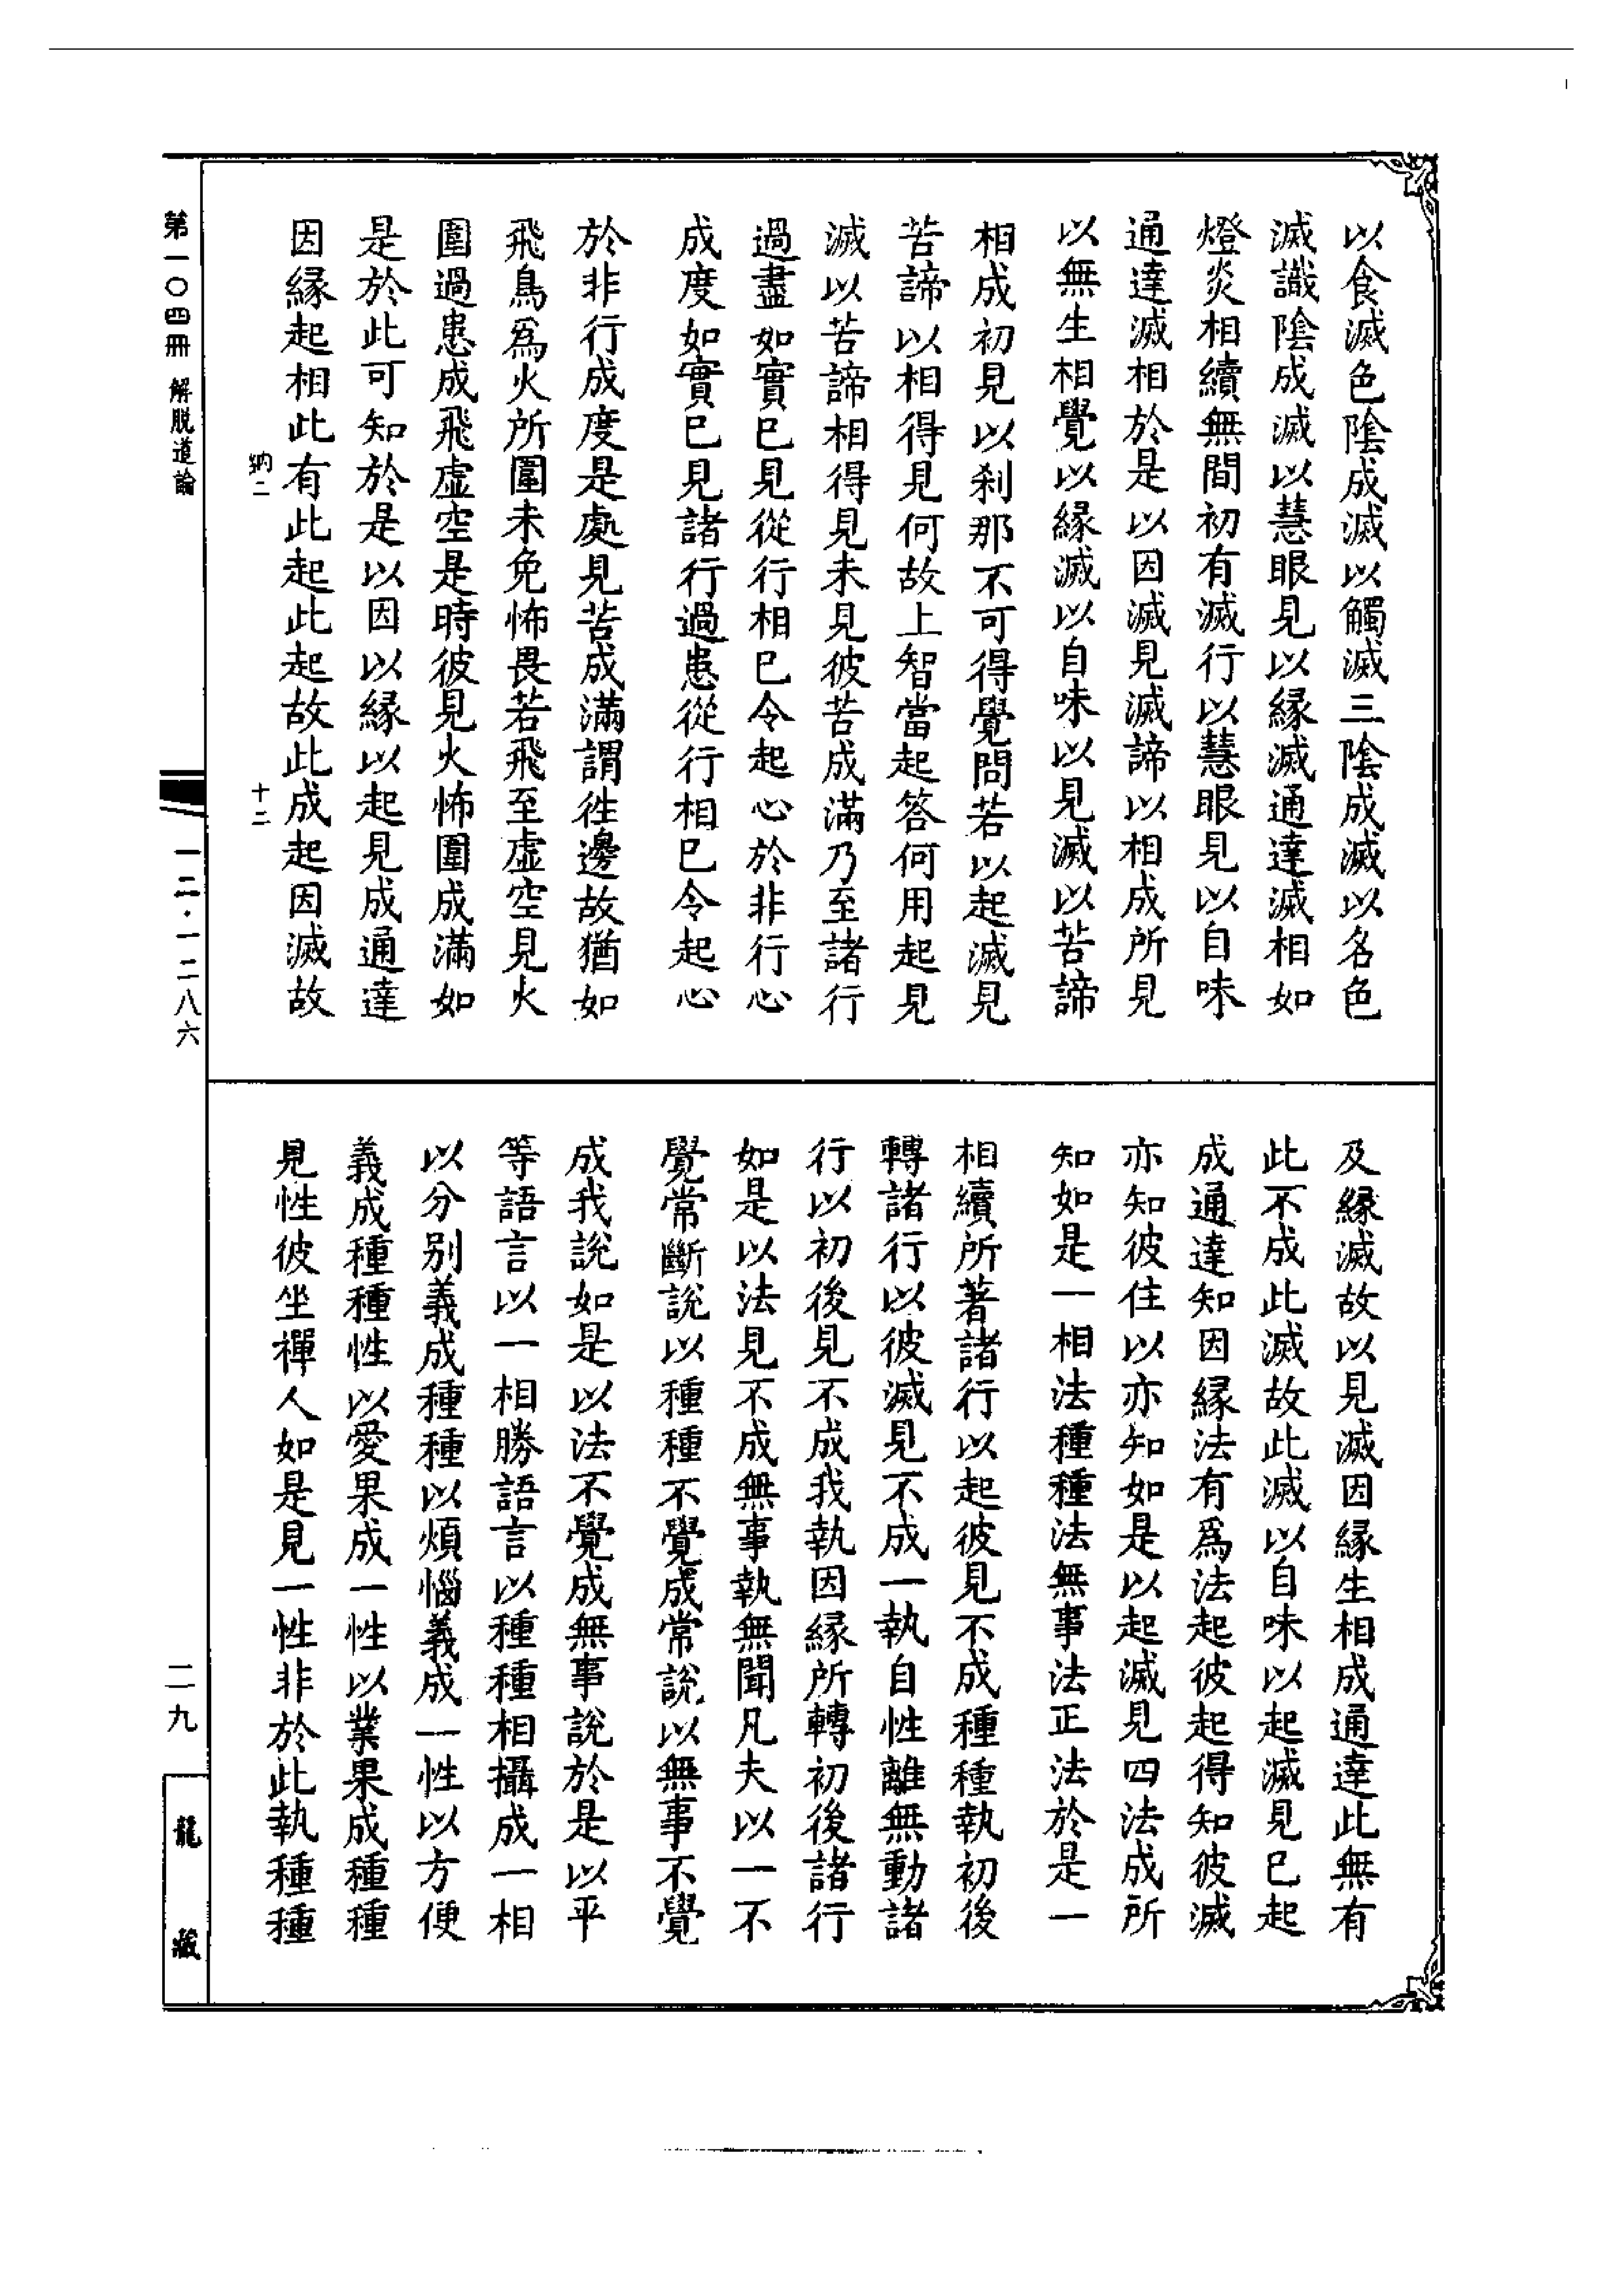 以食滅色陰成滅以觸滅三陰成滅以名色
滅識陰成滅以慧眼見以緣滅通達滅相如
燈炎相續無間初有滅行以慧眼見以自味
通達滅相於是以因滅見滅諦以相成所見
以無生相覺以緣滅以自味以見滅以苦諦
相成初見以刹那不可得覺問若以起滅見
苦諦以相得見何故上智當起答何用起見
滅以苦諦相得見未見彼苦成滿乃至諸行
過盡如實已見從行相已令起心於非行心
成度如實已見諸行過患從行相已令起心
於非行成度是處見苦成滿謂往邊故猶如
飛鳥為火所圍未免怖畏若飛至虛空見火
圍過患成飛虛空是時彼見火怖圍成滿如
是於此可知於是以因以緣以起見成通達
因緣起相此有此起此起故此成起因滅故
及緣滅故以見滅因緣生相成通達此無有
此不成此滅故此滅以自味以起滅見已起
成通達知因緣法有為法起彼起得知彼滅
亦知彼住以亦知如是以起滅見四法成所
知如是一相法種種法無事法正法於是一
相續所著諸行以起彼見不成種種執初後
轉諸行以彼滅見不成一執自性離無動諸
行以初後見不成我執因緣所轉初後諸行
如是以法見不成無事執無聞凡夫以一不
覺常斷說以種種不覺成常說以無事不覺
成我說如是以法不覺成無事說於是以平
等語言以一相勝語言以種種相攝成一相
以分别義成種種以煩惱義成一性以方便
義成種種性以愛果成一性以業果成種種
見性彼坐禪人如是見一性非於此執種種
第一〇四冊 解脱道論
納二
十二
一二·一二八六
二九
龍藏